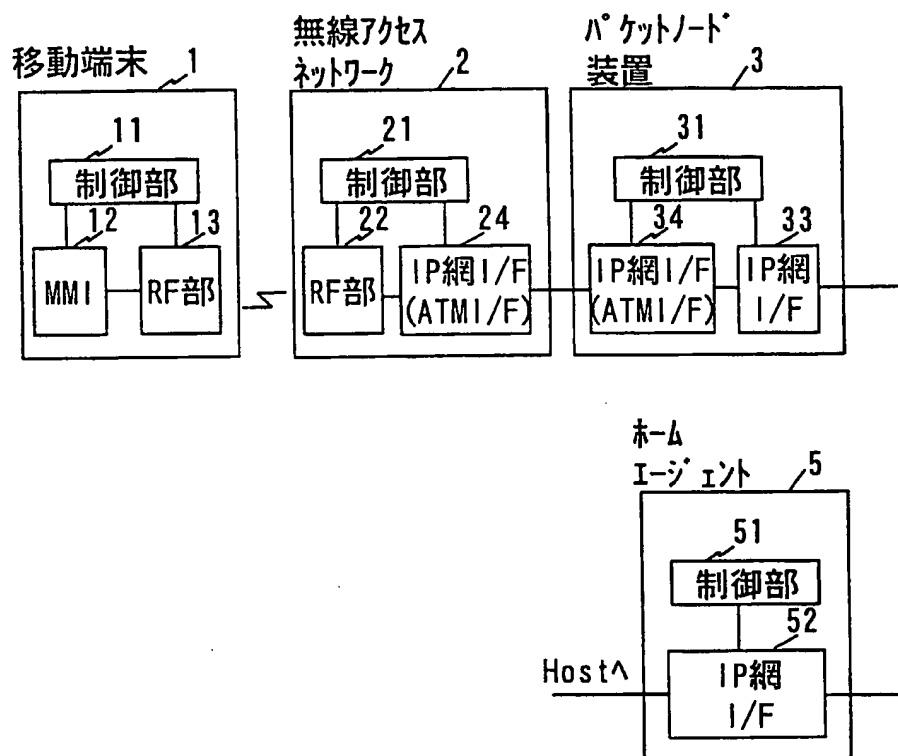 移動端末
1
無線アクセス
ネットワーク
2
パケットノード
装置
3
11
制御部
12
13
MMI
RF部
21
制御部
22
24
RF部
IP網I/F
(ATMI/F)
31
制御部
34
33
IP網I/F
(ATMI/F)
IP網
I/F
ホーム
エージェント
5
51
制御部
52
Hostへ
IP網
I/F